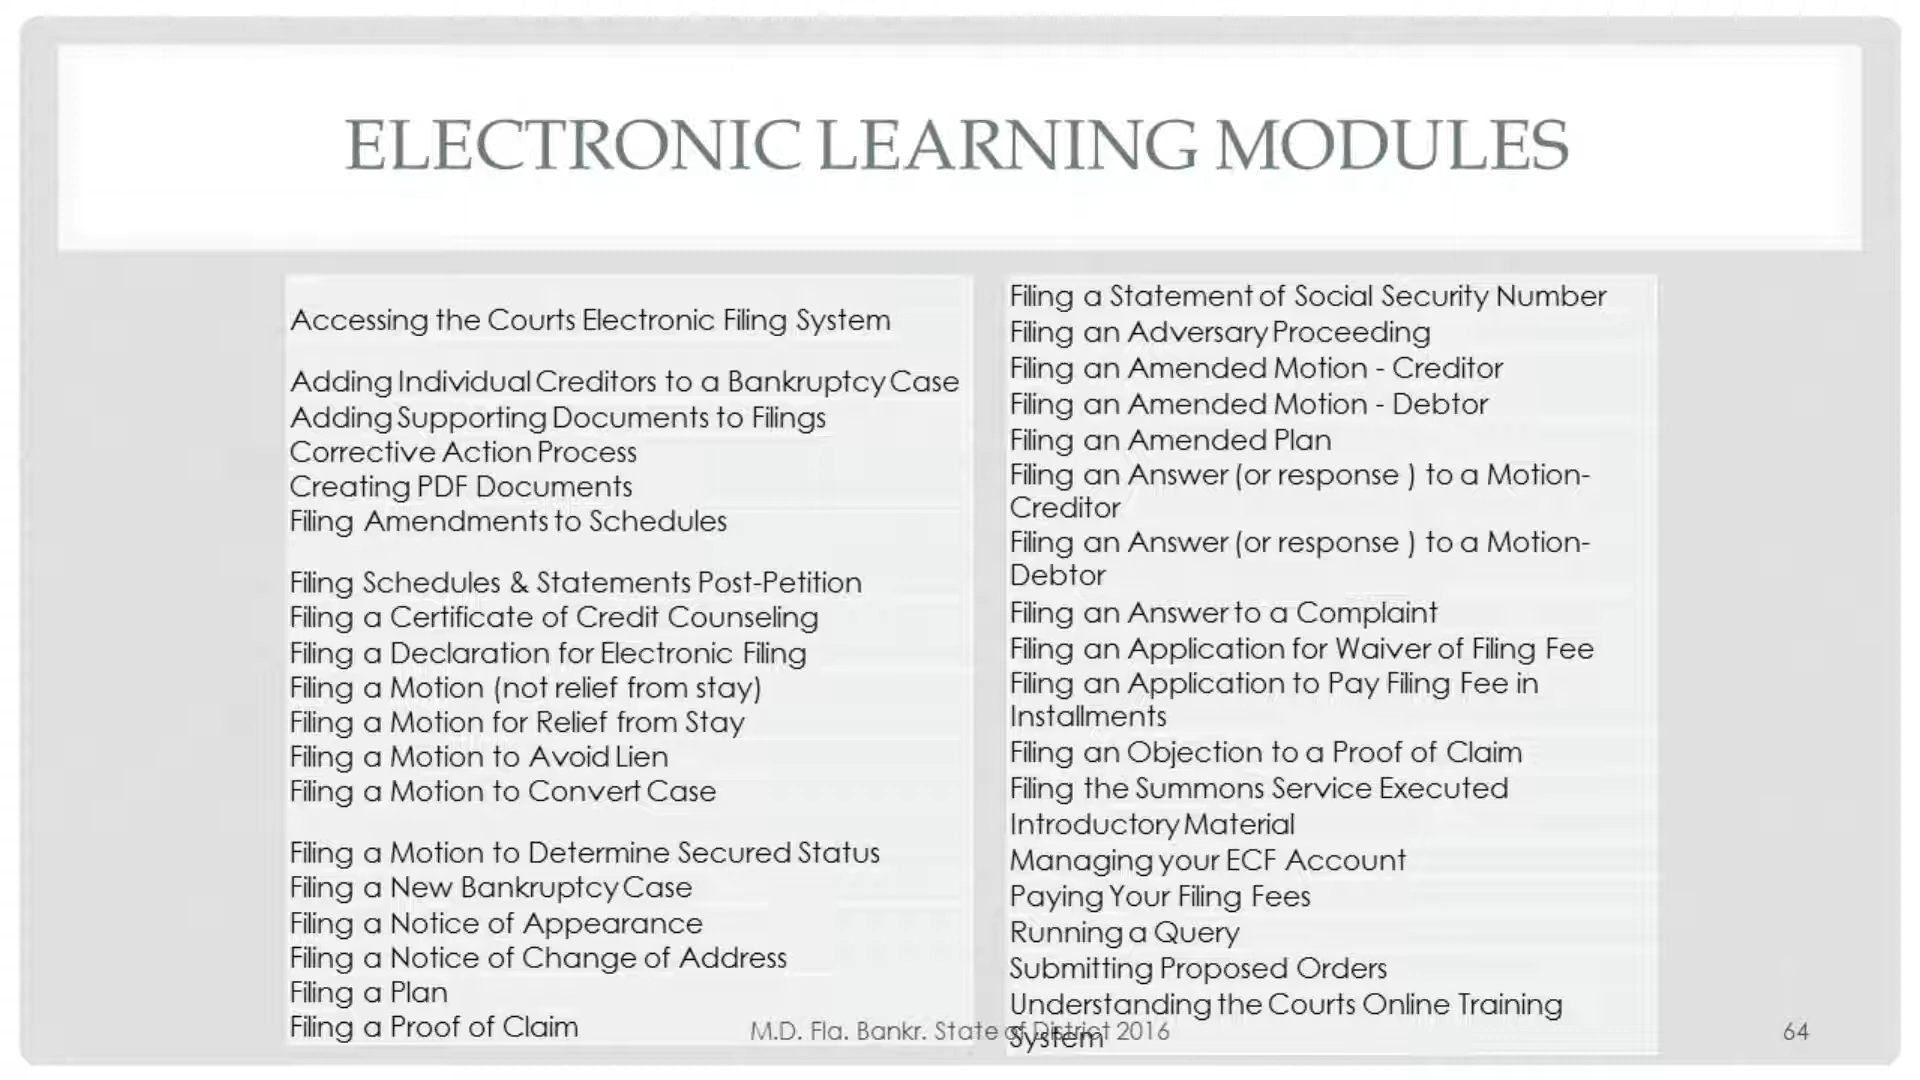 ELECTRONIC LEARNING MODULES
Accessing the Courts Electronic Filing System
Adding Individual Creditors to a Bankruptcy Case
Adding Supporting Documents to Filings
Corrective Action Process
Creating PDF Documents
Filing Amendments to Schedules
Filing Schedules & Statements Post-Petition
Filing a Certificate of Credit Counseling
Filing a Declaration for Electronic Filing
Filing a Motion (not relief from stay)
Filing a Motion for Relief from Stay
Filing a Motion to Avoid Lien
Filing a Motion to Convert Case
Filing a Motion to Determine Secured Status
Filing a New Bankruptcy Case
Filing a Notice of Appearance
Filing a Notice of Change of Address
Filing a Plan
Filing a Proof of Claim
Filing a Statement of Social Security Number
Filing an Adversary Proceeding
Filing an Amended Motion - Creditor
Filing an Amended Motion - Debtor
Filing an Amended Plan
Filing an Answer (or response ) to a Motion-
Creditor
Filing an Answer (or response ) to a Motion-
Debtor
Filing an Answer to a Complaint
Filing an Application for Waiver of Filing Fee
Filing an Application to Pay Filing Fee in
Installments
Filing an Objection to a Proof of Claim
Filing the Summons Service Executed
Introductory Material
Managing your ECF Account
Paying Your Filing Fees
Running a Query
Submitting Proposed Orders
Understanding the Courts Online Training
System
M.D. Fla. Bankr. State of District 2016
64